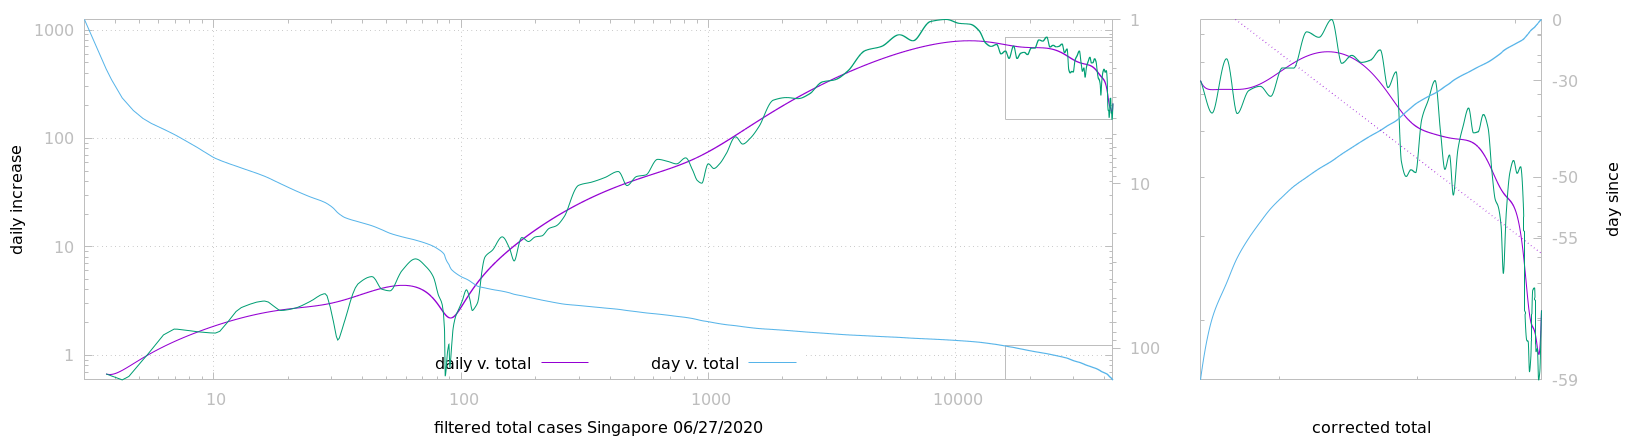 daily increase
1000
100
10
1
10
100
1000
10000
filtered total cases Singapore 06/27/2020
daily v. total
day v. total
1
10
100
corrected total
0
-30
-50
-55
-59
day since